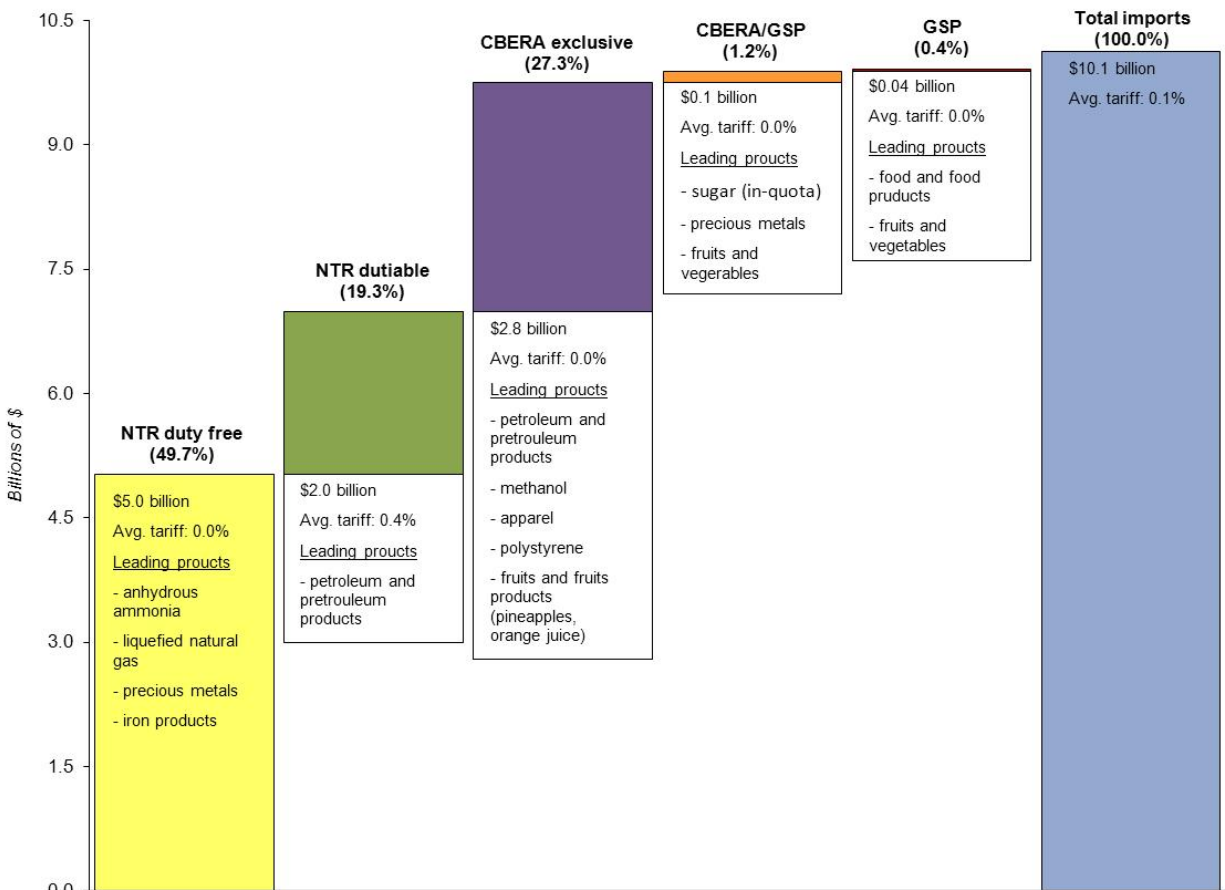 10.5
9.0
7.5
6.0
4.5
3.0
1.5
0.0
Billions of $
NTR duty free
(49.7%)
$5.0 billion
Avg. tariff: 0.0%
Leading proucts
- anhydrous
ammonia
- liquefied natural
gas
- precious metals
- iron products
NTR dutiable
(19.3%)
$2.0 billion
Avg. tariff: 0.4%
Leading proucts
- petroleum and
pretrouleum
products
CBERA exclusive
(27.3%)
$2.8 billion
Avg. tariff: 0.0%
Leading proucts
- petroleum and
pretrouleum
products
- methanol
- apparel
- polystyrene
- fruits and fruits
products
(pineapples,
orange juice)
CBERA/GSP
(1.2%)
$0.1 billion
Avg. tariff: 0.0%
Leading proucts
- sugar (in-quota)
- precious metals
- fruits and
vegerables
GSP
(0.4%)
$0.04 billion
Avg. tariff: 0.0%
Leading proucts
- food and food
pruducts
- fruits and
vegetables
Total imports
(100.0%)
$10.1 billion
Avg. tariff: 0.1%